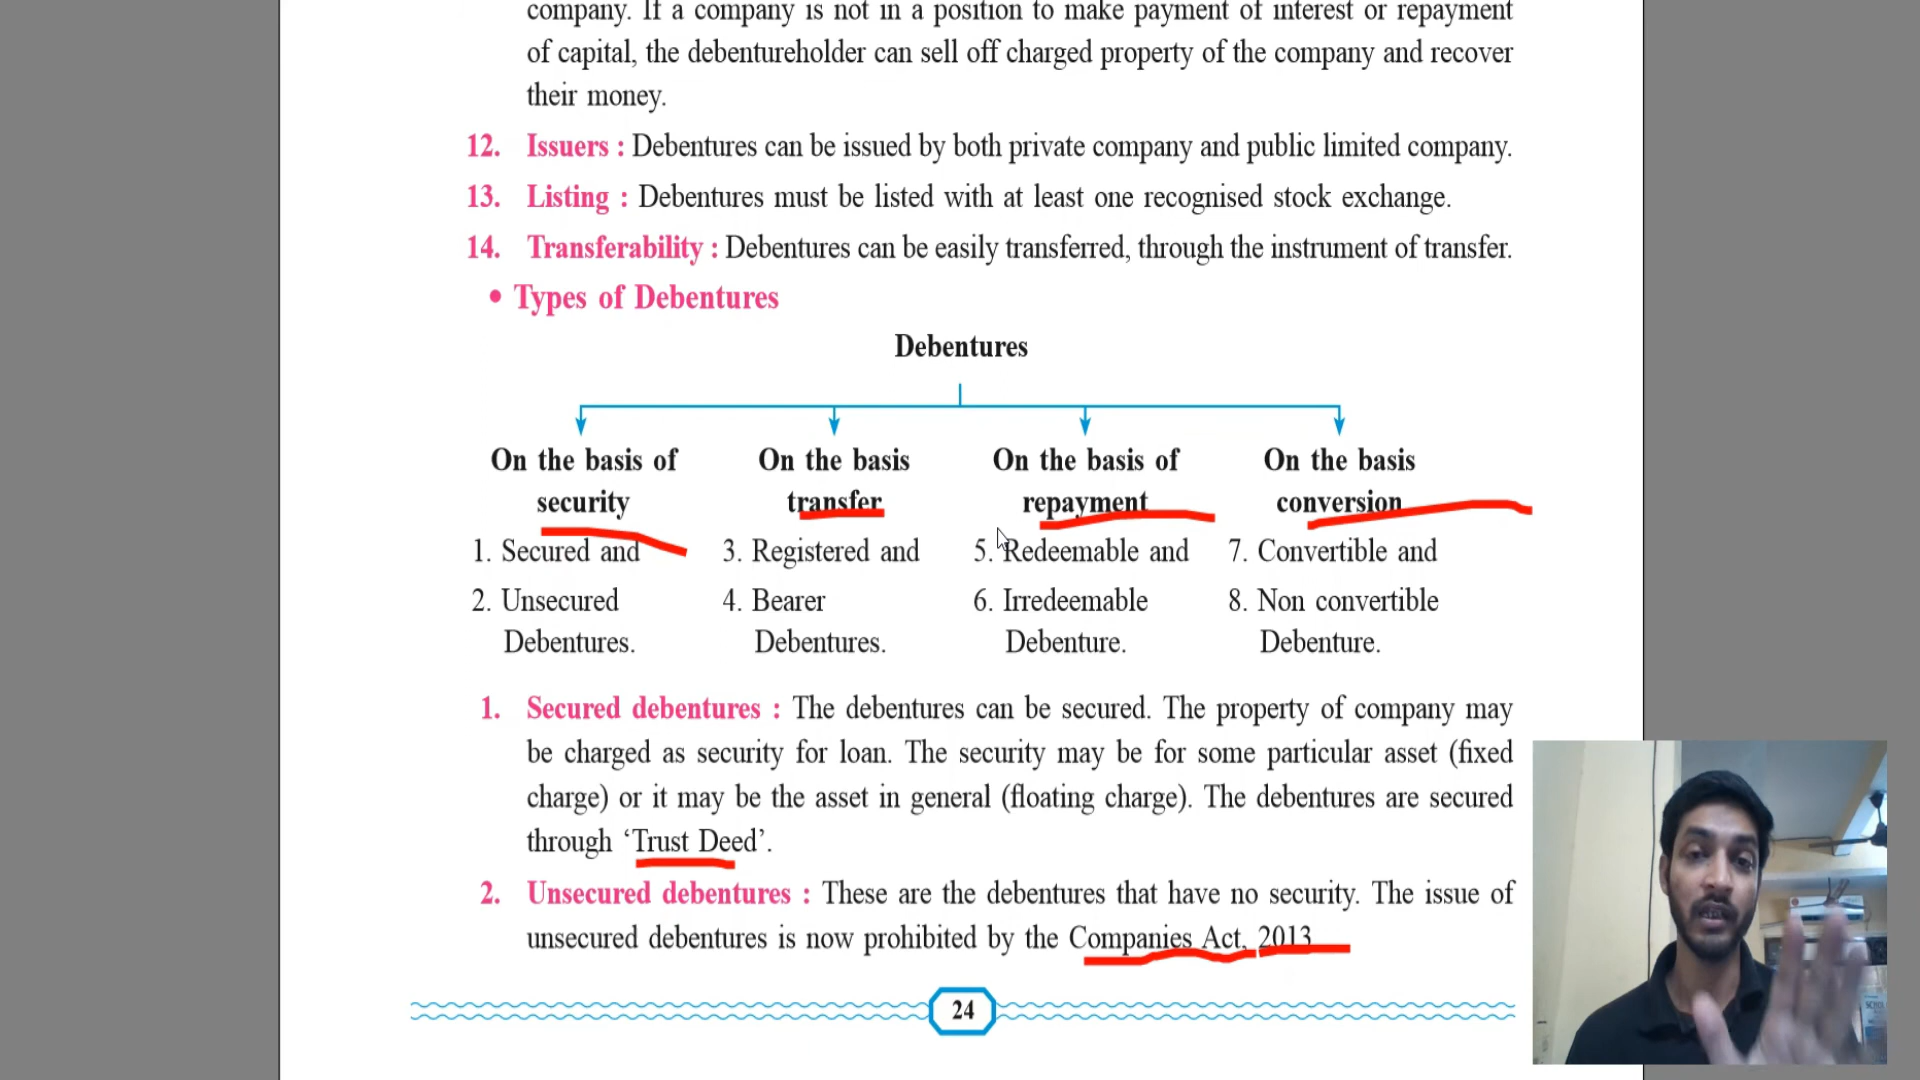 company. If a company is not in a position to make payment of interest or repayment
of capital, the debentureholder can sell off charged property of the company and recover
their money.
12. Issuers : Debentures can be issued by both private company and public limited company.
13. Listing : Debentures must be listed with at least one recognised stock exchange.
14. Transferability : Debentures can be easily transferred, through the instrument of transfer.
• Types of Debentures
Debentures
On the basis of
security
1. Secured and
2. Unsecured
Debentures.
On the basis
transfer
3. Registered and
4. Bearer
Debentures.
On the basis of
repayment
5. Redeemable and
6. Irredeemable
Debenture.
On the basis
conversion
7. Convertible and
8. Non convertible
Debenture.
1. Secured debentures : The debentures can be secured. The property of company may
be charged as security for loan. The security may be for some particular asset (fixed
charge) or it may be the asset in general (floating charge). The debentures are secured
through ‘Trust Deed’.
2. Unsecured debentures : These are the debentures that have no security. The issue of
unsecured debentures is now prohibited by the Companies Act, 2013
24